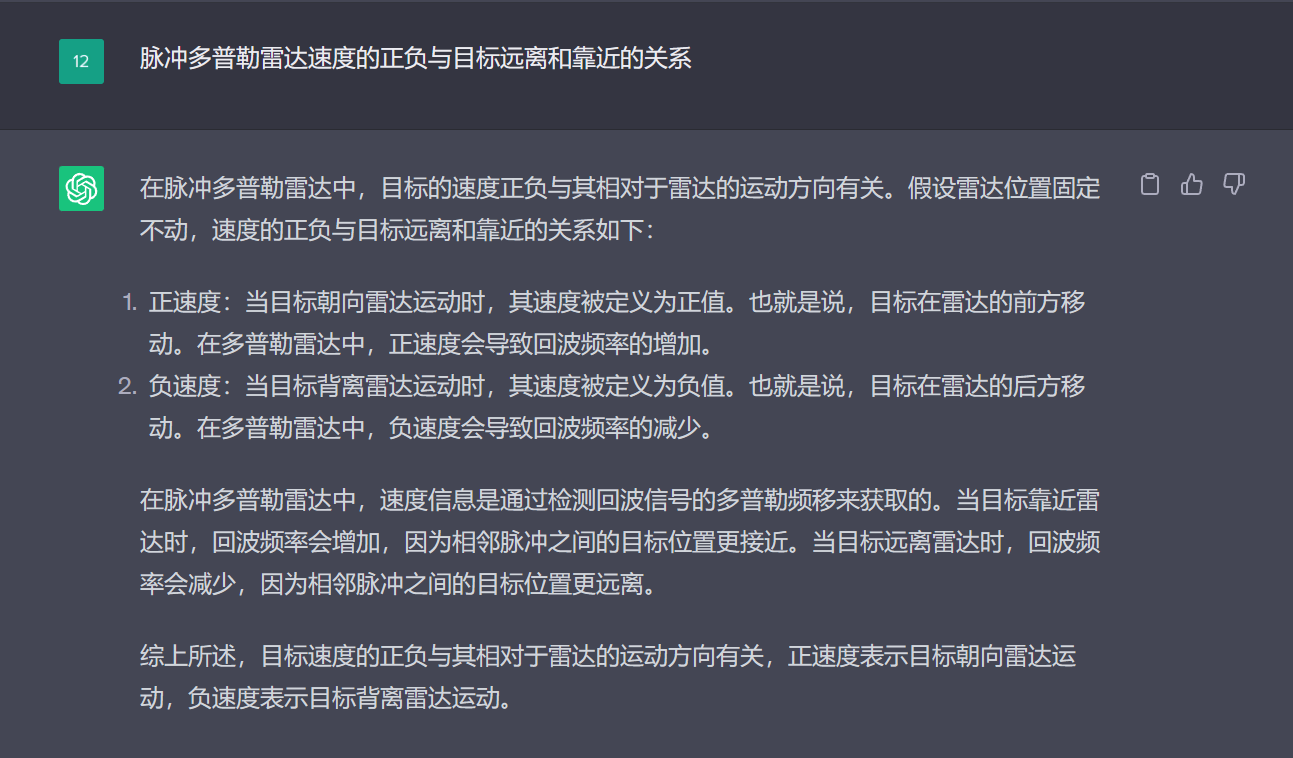 12
脉冲多普勒雷达速度的正负与目标远离和靠近的关系
在脉冲多普勒雷达中，目标的速度正负与其相对于雷达的运动方向有关。假设雷达位置固定
不动，速度的正负与目标远离和靠近的关系如下：
1. 正速度：当目标朝向雷达运动时，其速度被定义为正值。也就是说，目标在雷达的前方移
动。在多普勒雷达中，正速度会导致回波频率的增加。
2. 负速度：当目标背离雷达运动时，其速度被定义为负值。也就是说，目标在雷达的后方移
动。在多普勒雷达中，负速度会导致回波频率的减少。
在脉冲多普勒雷达中，速度信息是通过检测回波信号的多普勒频移来获取的。当目标靠近雷
达时，回波频率会增加，因为相邻脉冲之间的目标位置更接近。当目标远离雷达时，回波频
率会减少，因为相邻脉冲之间的目标位置更远离。
综上所述，目标速度的正负与其相对于雷达的运动方向有关，正速度表示目标朝向雷达运
动，负速度表示目标背离雷达运动。